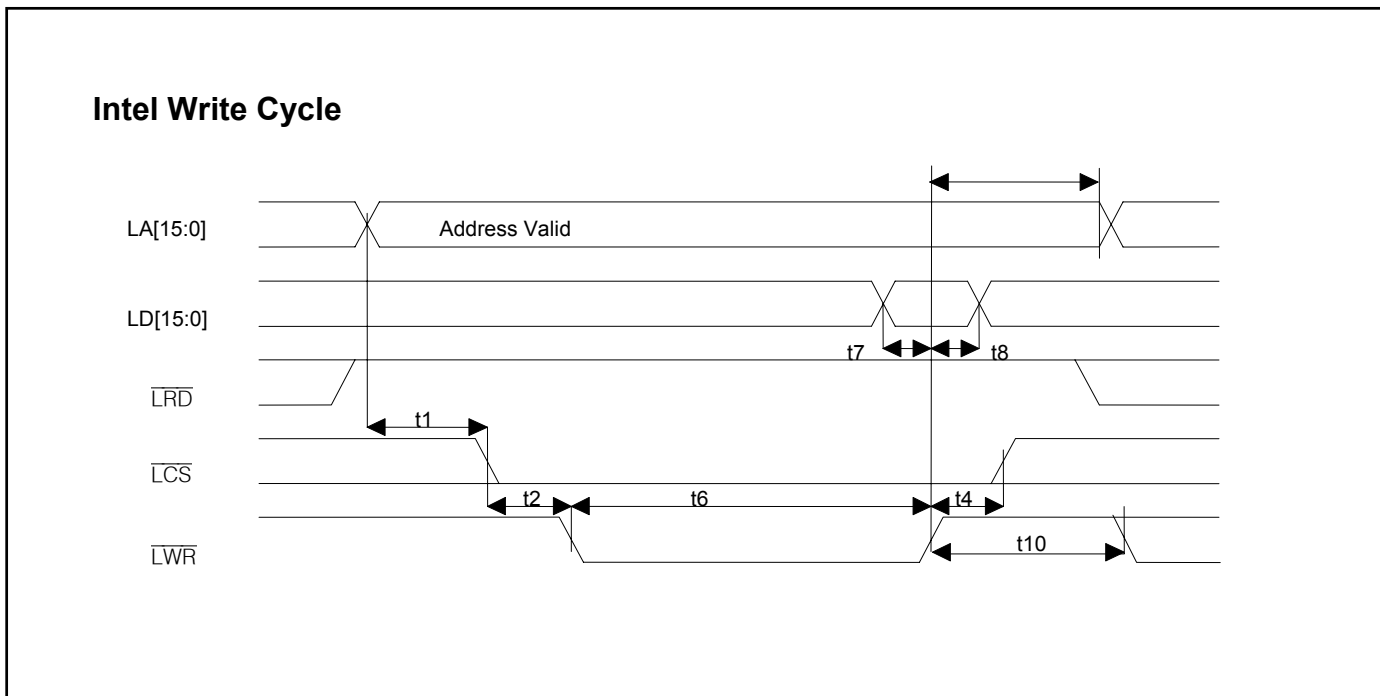 Intel Write Cycle
LA[15:0]
Address Valid
LD[15:0]
t7
t8
LRD
t1
LCS
t2
t6
t4
LWR
t10